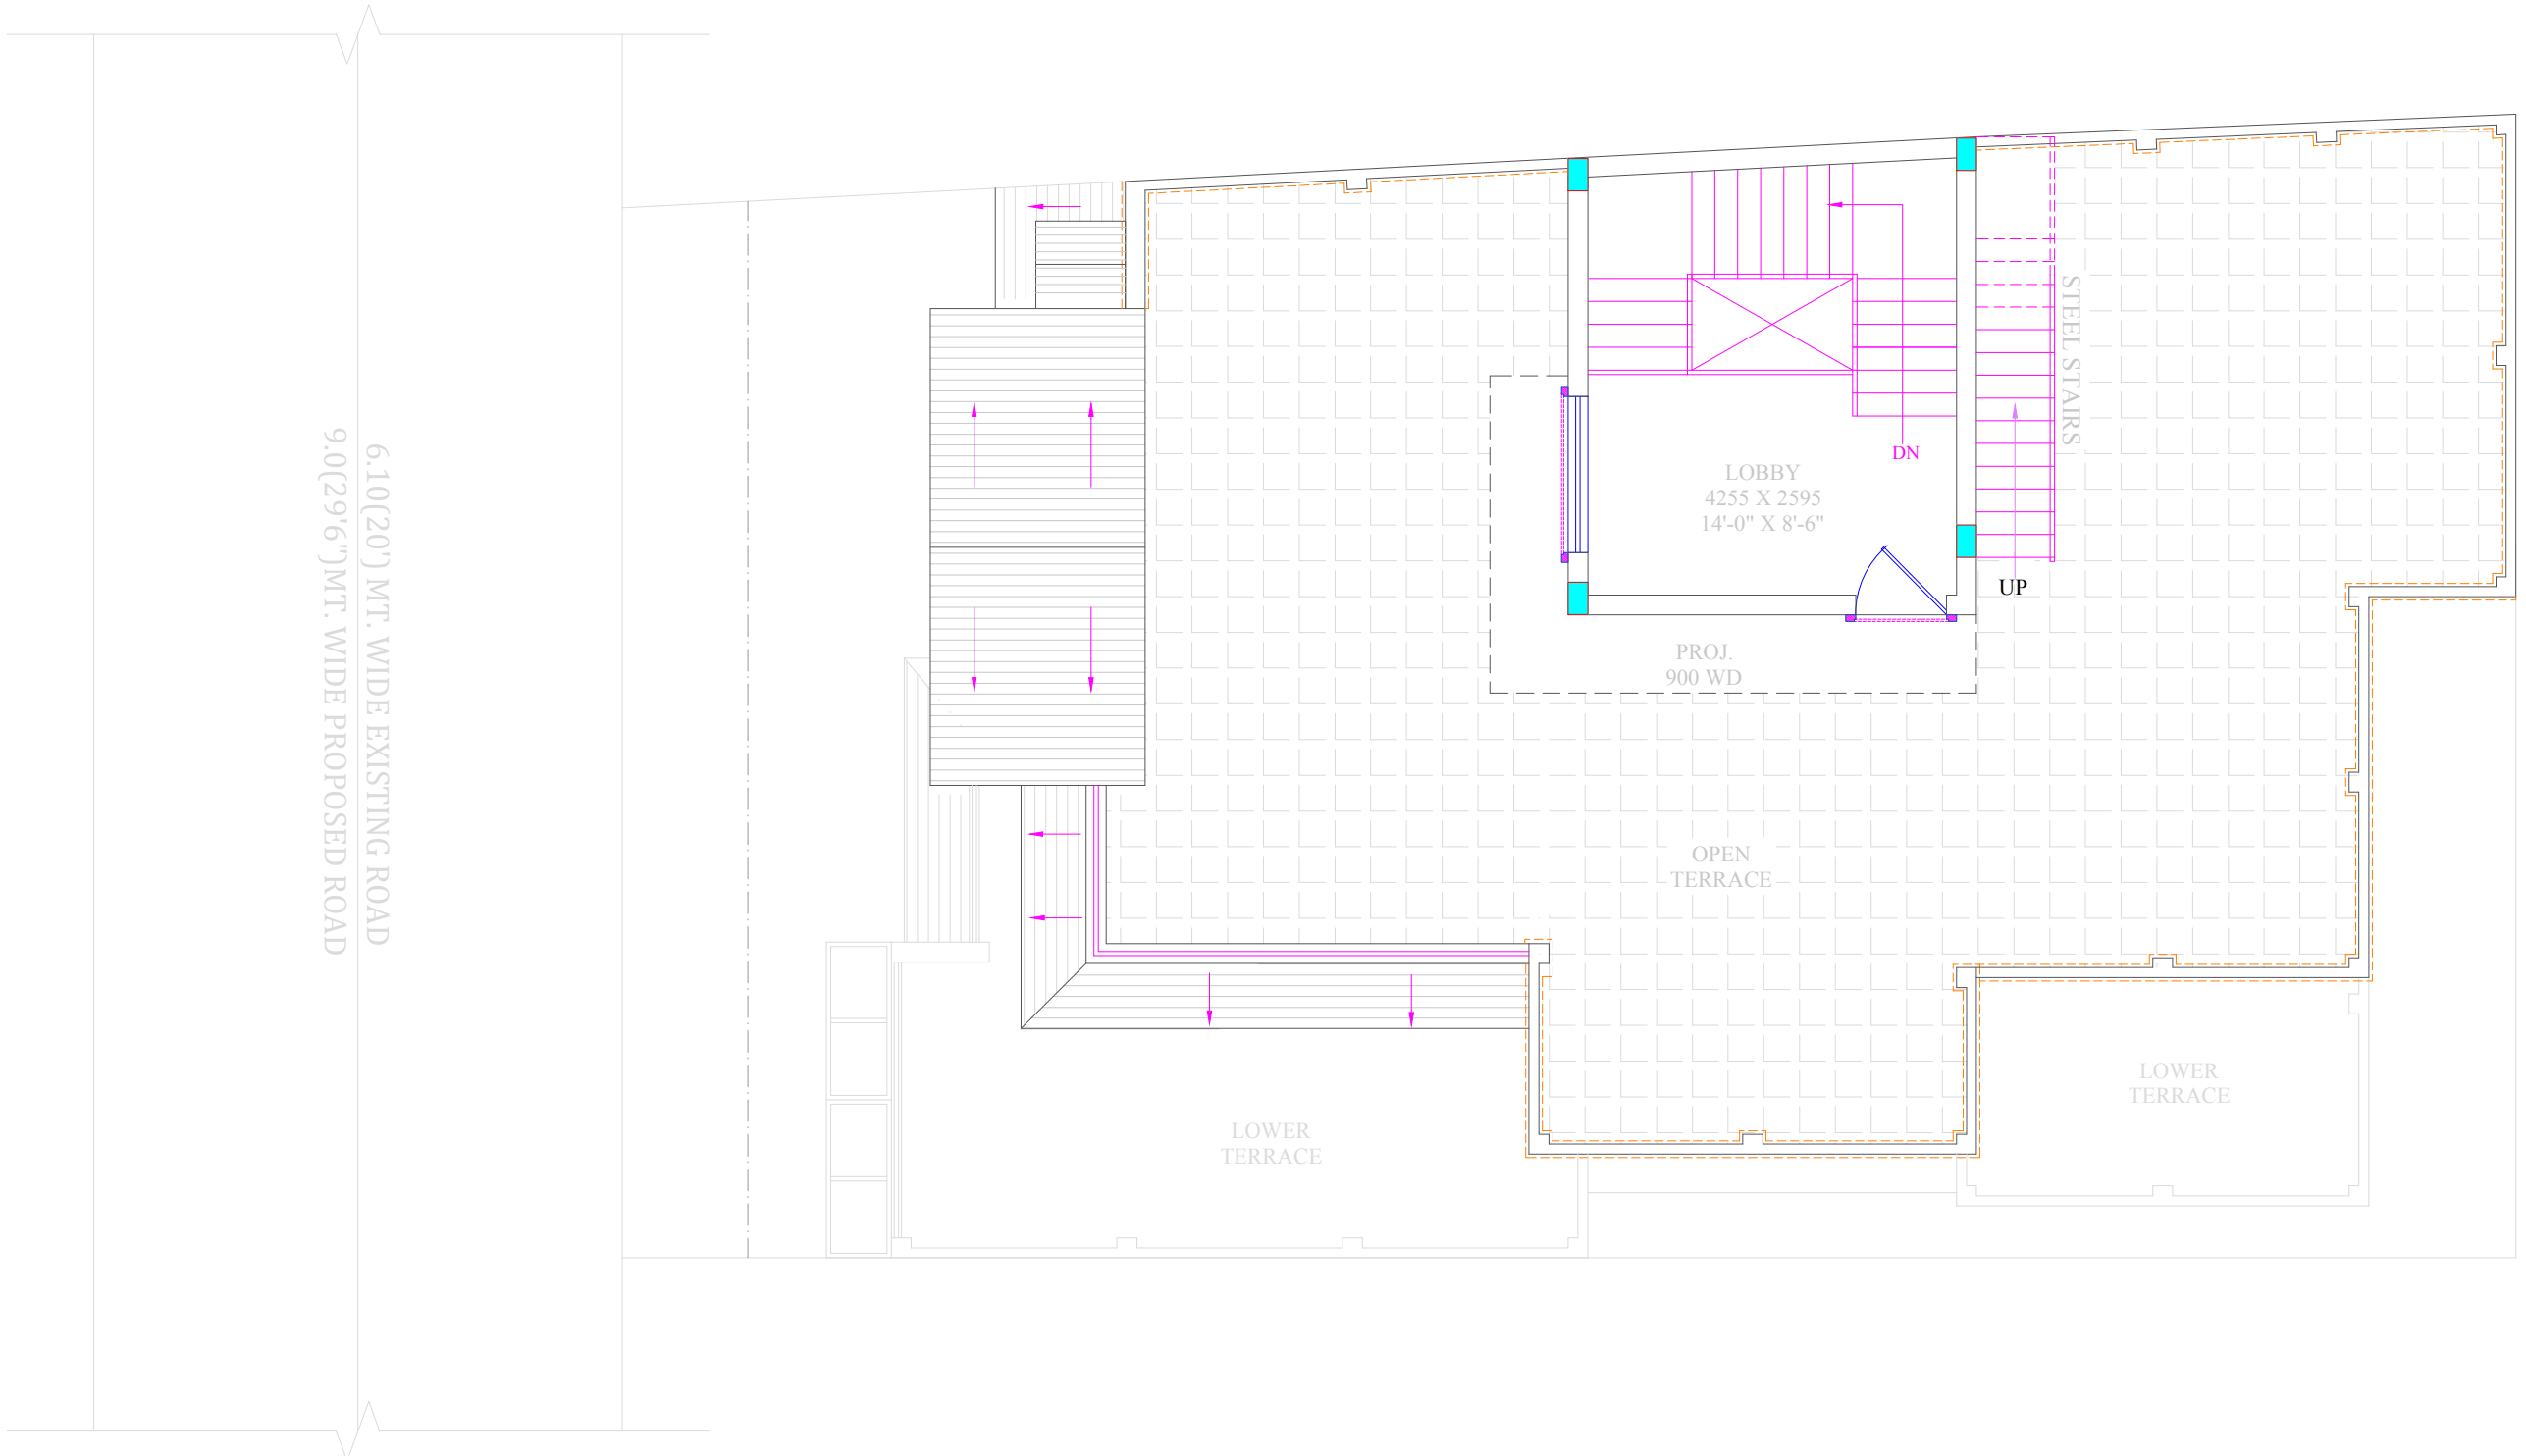 6.10(20') MT. WIDE EXISTING ROAD
9.0(29'6")MT. WIDE PROPOSED ROAD
STEEL STAIRS
DN
LOBBY
4255 X 2595
14'-0" X 8'-6"
UP
PROJ.
900 WD
OPEN
TERRACE
LOWER
TERRACE
LOWER
TERRACE